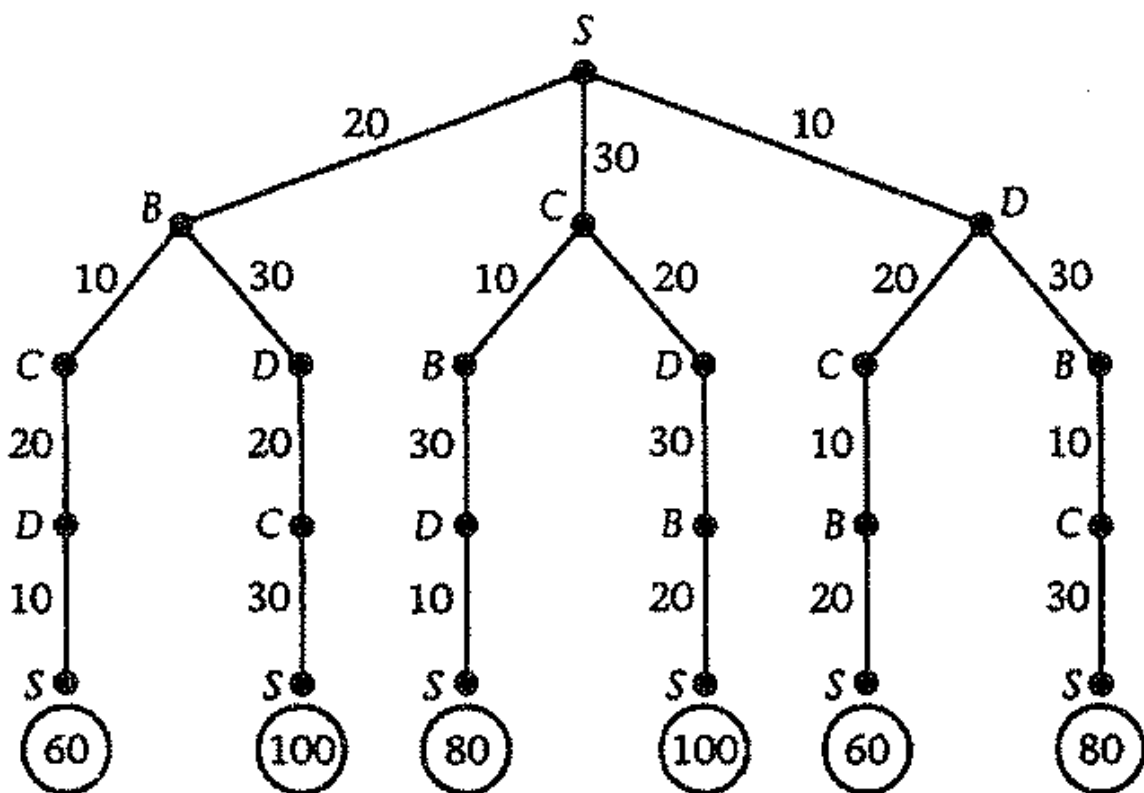 S
20 30 10
B C D
10 30 10 20 20 30
C D B D C B
20 20 30 30 10 10
D C D B B C
10 30 10 20 20 30
S S S S S S
60 100 80 100 60 80